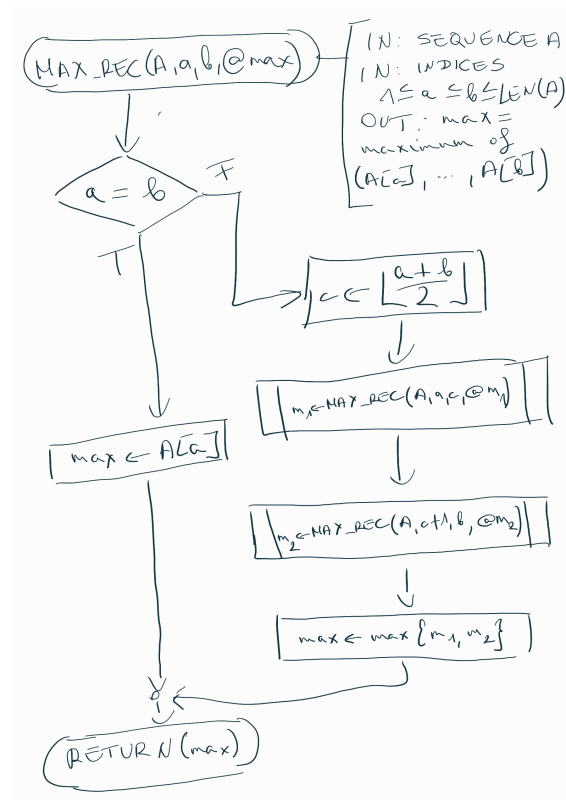 MAX_REC(A,a,b,@max)
IN: SEQUENCE A
IN: INDICES
1≤a≤b≤LEN(A)
OUT: max =
maximum of
(A[a], ..., A[b])
a = b
F
T
c ← ⌊(a+b)/2⌋
m₁←MAX_REC(A,a,c,@m₁)
max ← A[a]
m₂←MAX_REC(A,c+1,b,@m₂)
max ← max {m₁,m₂}
RETURN(max)